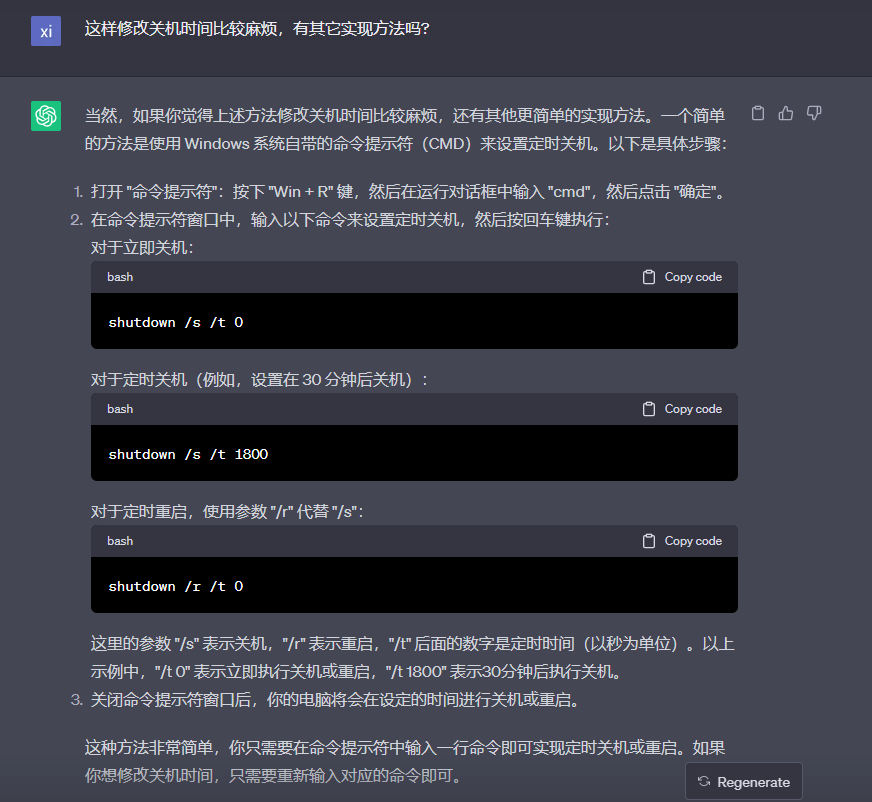 xi
这样修改关机时间比较麻烦，有其它实现方法吗?
当然，如果你觉得上述方法修改关机时间比较麻烦，还有其他更简单的实现方法。一个简单
的方法是使用 Windows 系统自带的命令提示符（CMD）来设置定时关机。以下是具体步骤：
1. 打开 "命令提示符"：按下 "Win + R" 键，然后在运行对话框中输入 "cmd"，然后点击 "确定"。
2. 在命令提示符窗口中，输入以下命令来设置定时关机，然后按回车键执行：
对于立即关机：
bash
Copy code
shutdown /s /t 0
对于定时关机（例如，设置在 30 分钟后关机）：
bash
Copy code
shutdown /s /t 1800
对于定时重启，使用参数 "/r" 代替 "/s"：
bash
Copy code
shutdown /r /t 0
这里的参数 "/s" 表示关机，"/r" 表示重启，"/t" 后面的数字是定时时间（以秒为单位）。以上
示例中，"/t 0" 表示立即执行关机或重启，"/t 1800" 表示30分钟后执行关机。
3. 关闭命令提示符窗口后，你的电脑将会在设定的时间进行关机或重启。
这种方法非常简单，你只需要在命令提示符中输入一行命令即可实现定时关机或重启。如果
你想修改关机时间，只需要重新输入对应的命令即可。
Regenerate